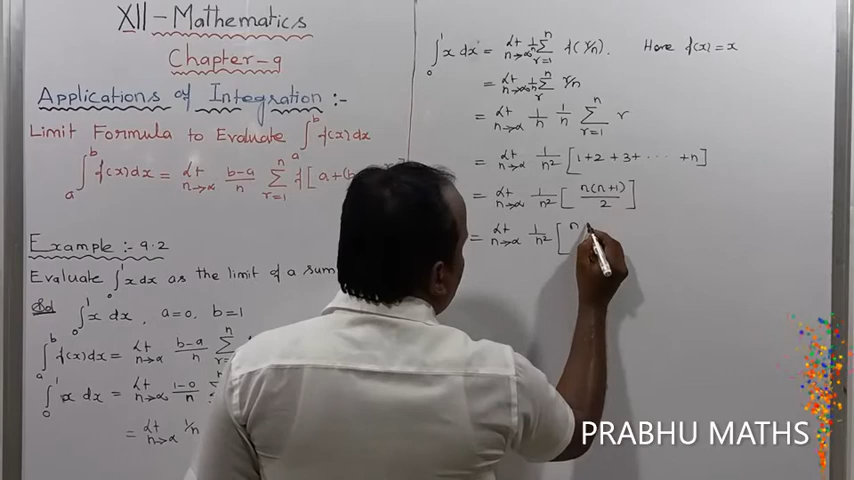 XII - Mathematics
Chapter - 9
Applications of Integration :-
Limit Formula to Evaluate ∫ₐᵇ f(x) dx
∫ₐᵇ f(x) dx = Lt n→∞ (b-a)/n Σ r=1 n f[a+(b-
Example :- 9.2
Evaluate ∫₀¹ x dx as the limit of a sum
Sol ∫₀¹ x dx , a=0, b=1
∫ₐᵇ f(x) dx = Lt n→∞ (b-a)/n Σ n
∫₀¹ x dx = Lt n→∞ (1-0)/n
= Lt n→∞ 1/n
∫₀¹ x dx = Lt n→∞ 1/n Σ r=1 n f(r/n). Here f(x) = x
= Lt n→∞ 1/n Σ r n r/n
= Lt n→∞ 1/n 1/n Σ r=1 n r
= Lt n→∞ 1/n² [1+2+3+ ···· +n]
= Lt n→∞ 1/n² [n(n+1)/2]
= Lt n→∞ 1/n² [n
PRABHU MATHS